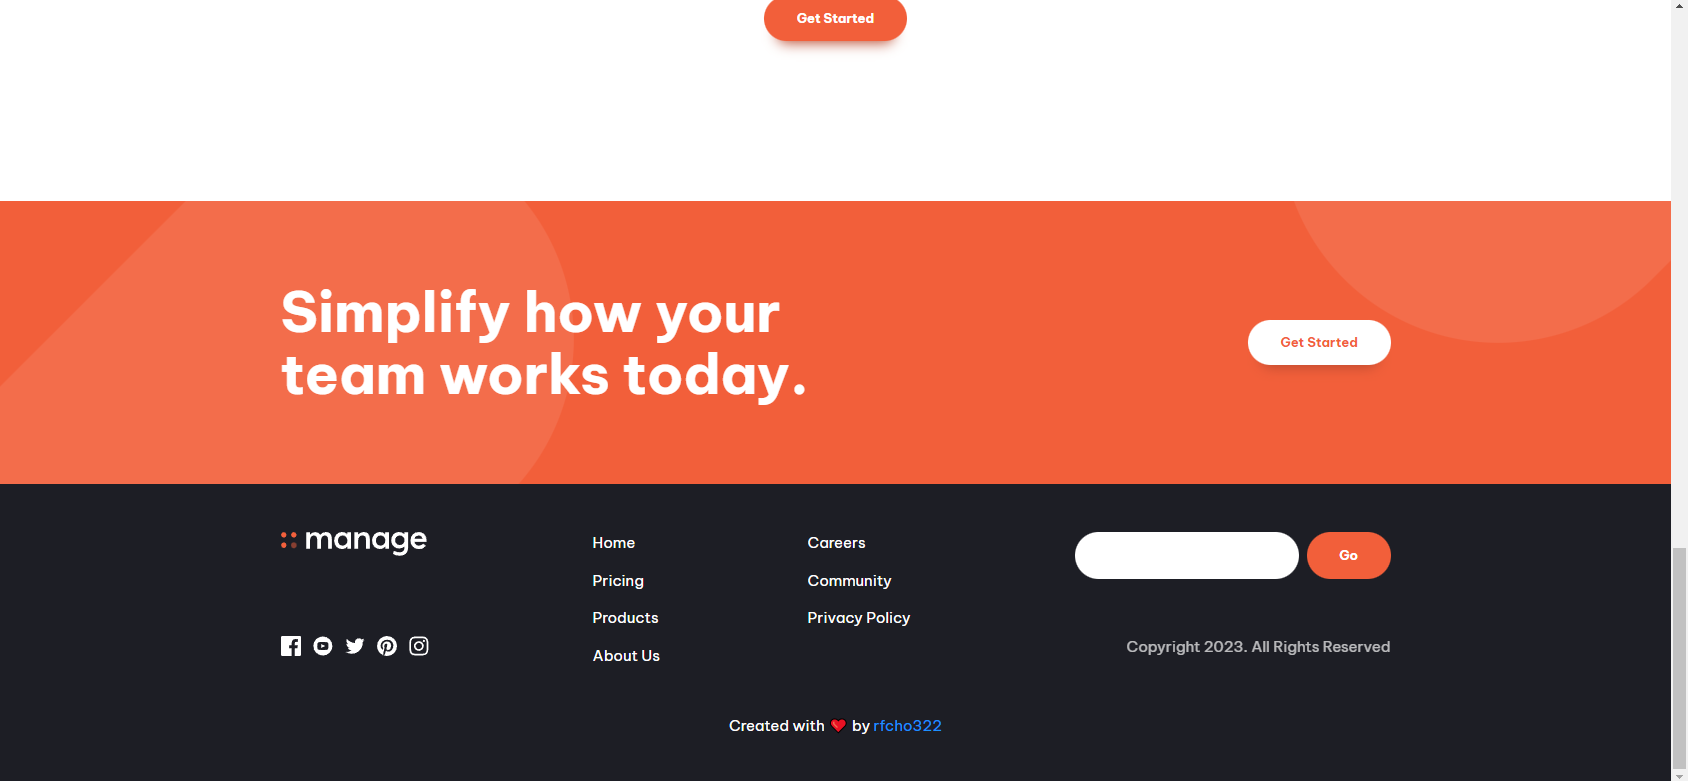 Get Started
Simplify how your
team works today.
Get Started
manage
Home
Pricing
Products
About Us
Careers
Community
Privacy Policy
Go
Copyright 2023. All Rights Reserved
Created with ❤️ by rfcho322